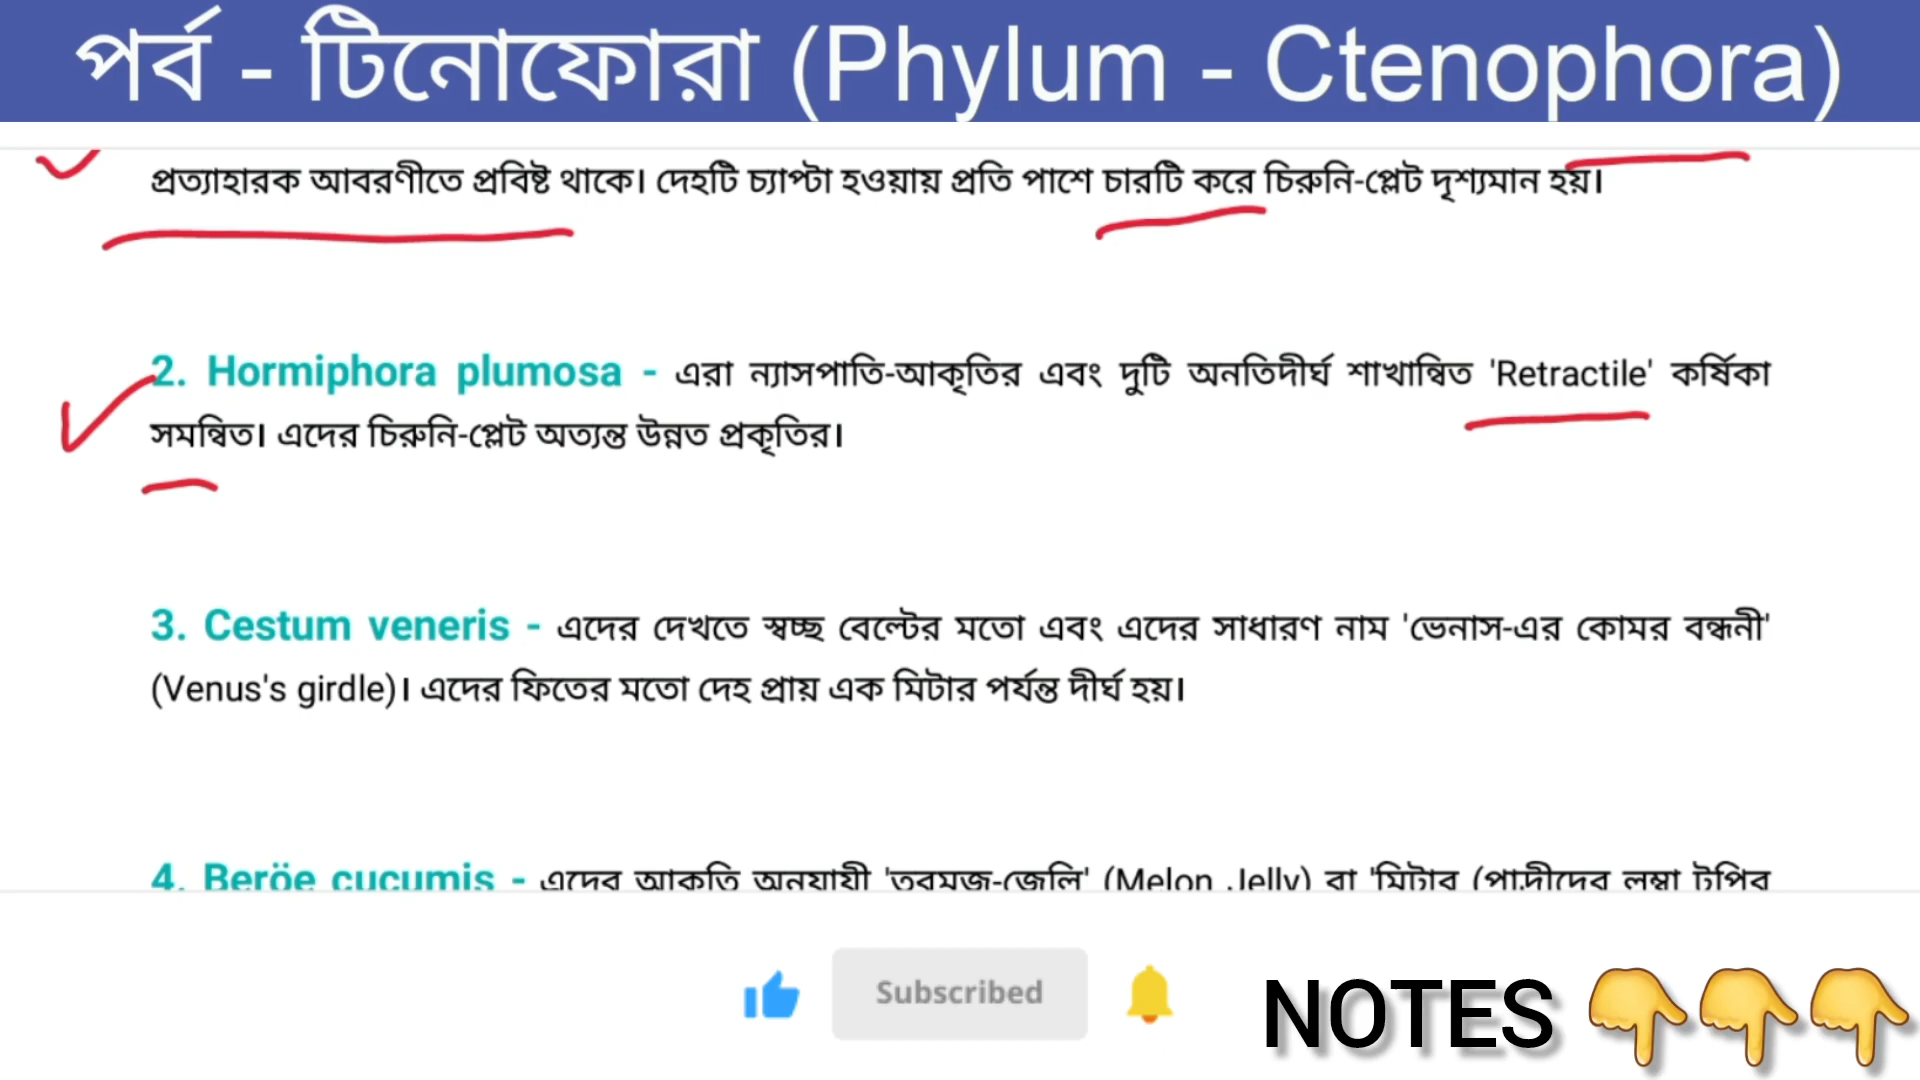 পর্ব - টিনোফোরা (Phylum - Ctenophora)
প্রত্যাহারক আবরণীতে প্রবিষ্ট থাকে। দেহটি চ্যাপ্টা হওয়ায় প্রতি পাশে চারটি করে চিরুনি-প্লেট দৃশ্যমান হয়।
2. Hormiphora plumosa - এরা ন্যাসপাতি-আকৃতির এবং দুটি অনতিদীর্ঘ শাখান্বিত 'Retractile' কর্ষিকা
সমন্বিত। এদের চিরুনি-প্লেট অত্যন্ত উন্নত প্রকৃতির।
3. Cestum veneris - এদের দেখতে স্বচ্ছ বেল্টের মতো এবং এদের সাধারণ নাম 'ভেনাস-এর কোমর বন্ধনী'
(Venus's girdle)। এদের ফিতের মতো দেহ প্রায় এক মিটার পর্যন্ত দীর্ঘ হয়।
4. Beröe cucumis - এদের আকৃতি অনুযায়ী 'তরমুজ-জেলি' (Melon Jelly) বা 'মিটার (পাদ্রীদের লম্বা টুপির
Subscribed
NOTES